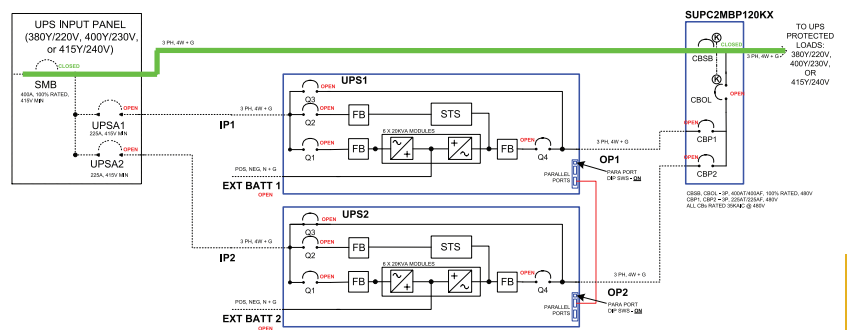 UPS INPUT PANEL
(380Y/220V, 400Y/230V,
or 415Y/240V)
CLOSED
SMB
400A, 100% RATED,
415V MIN
OPEN
UPSA1
225A, 415V MIN
OPEN
UPSA2
225A, 415V MIN
3 PH, 4W + G
3 PH, 4W + G
IP1
3 PH, 4W + G
IP2
UPS1
Q3
OPEN
Q2
OPEN
FB
STS
6 X 20KVA MODULES
Q1
OPEN
FB
FB
OPEN
Q4
POS, NEG, N + G
EXT BATT 1
OPEN
PARALLEL
PORTS
OP1
PARA PORT
DIP SWS - ON
3 PH, 4W + G
UPS2
OPEN
Q3
Q2
OPEN
FB
STS
6 X 20KVA MODULES
Q1
OPEN
FB
FB
OPEN
Q4
POS, NEG, N + G
EXT BATT 2
OPEN
PARALLEL
PORTS
OP2
PARA PORT
DIP SWS - ON
3 PH, 4W + G
SUPC2MBP120KX
K
CLOSED
CBSB
K
CBOL
OPEN
OPEN
CBP1
OPEN
CBP2
3 PH, 4W + G
TO UPS
PROTECTED
LOADS:
380Y/220V,
400Y/230V,
OR
415Y/240V
CBSB, CBOL - 3P, 400AT/400AF, 100% RATED, 480V
CBP1, CBP2 - 3P, 225AT/225AF, 480V
ALL CBs RATED 35KAIC @ 480V